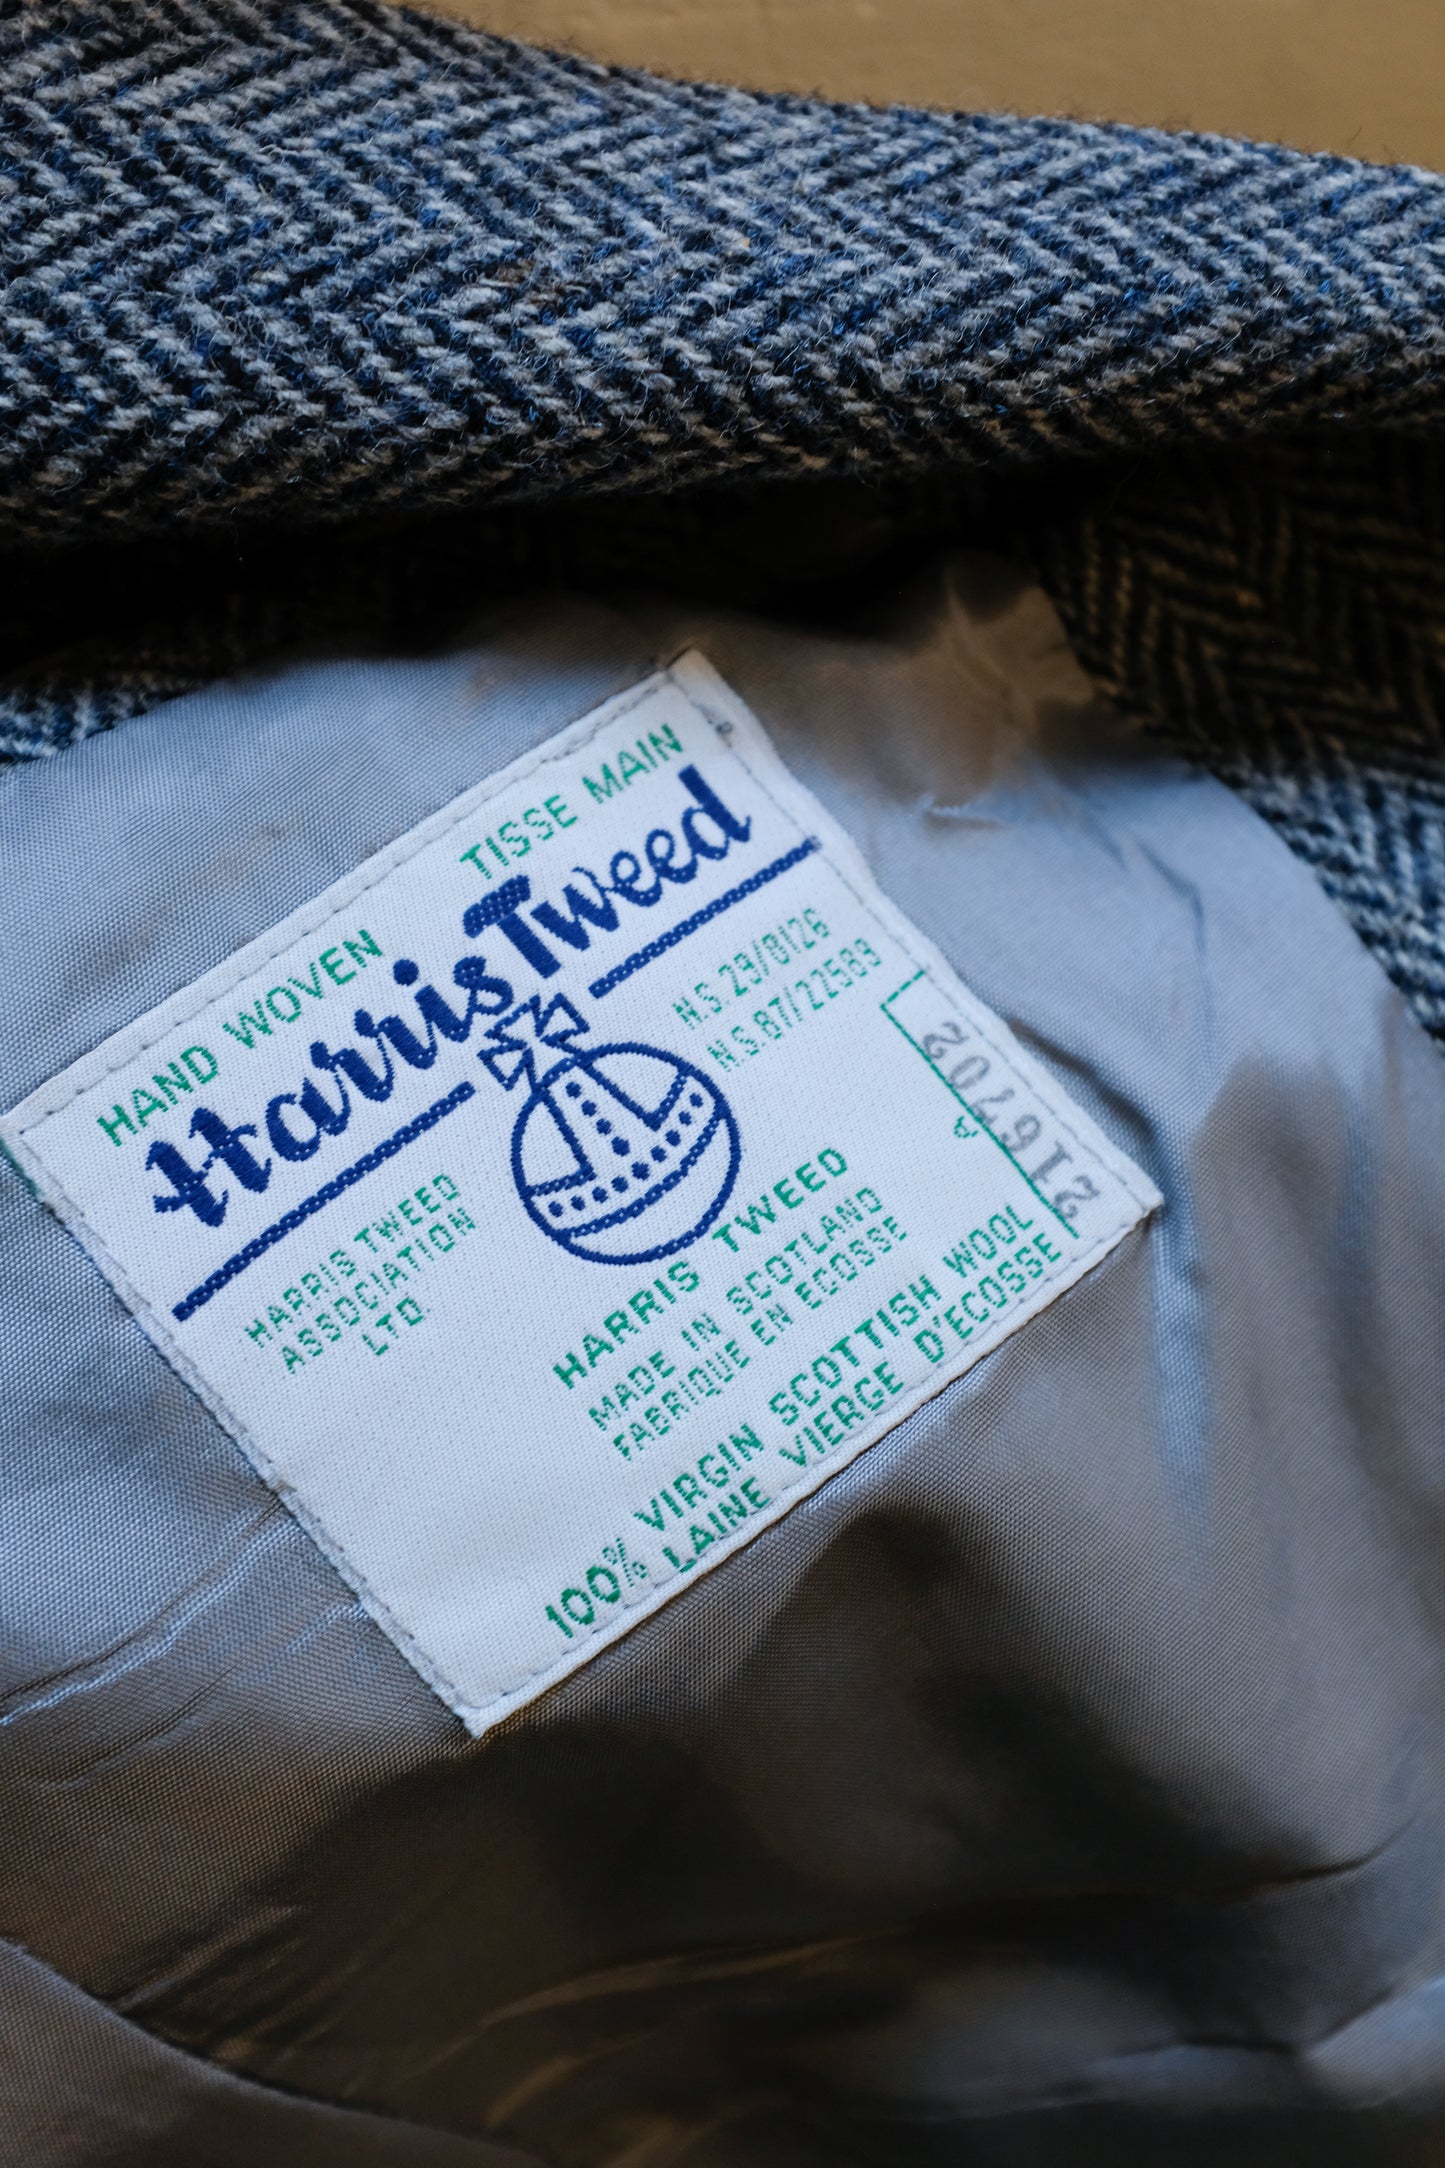 HAND WOVEN TISSE MAIN
Harris Tweed
N.S. 29/8126
N.S. 87/22589
HARRIS TWEED
ASSOCIATION
LTD.
HARRIS TWEED
MADE IN SCOTLAND
FABRIQUE EN ECOSSE
100% VIRGIN SCOTTISH WOOL
LAINE VIERGE D'ECOSSE
A
216702